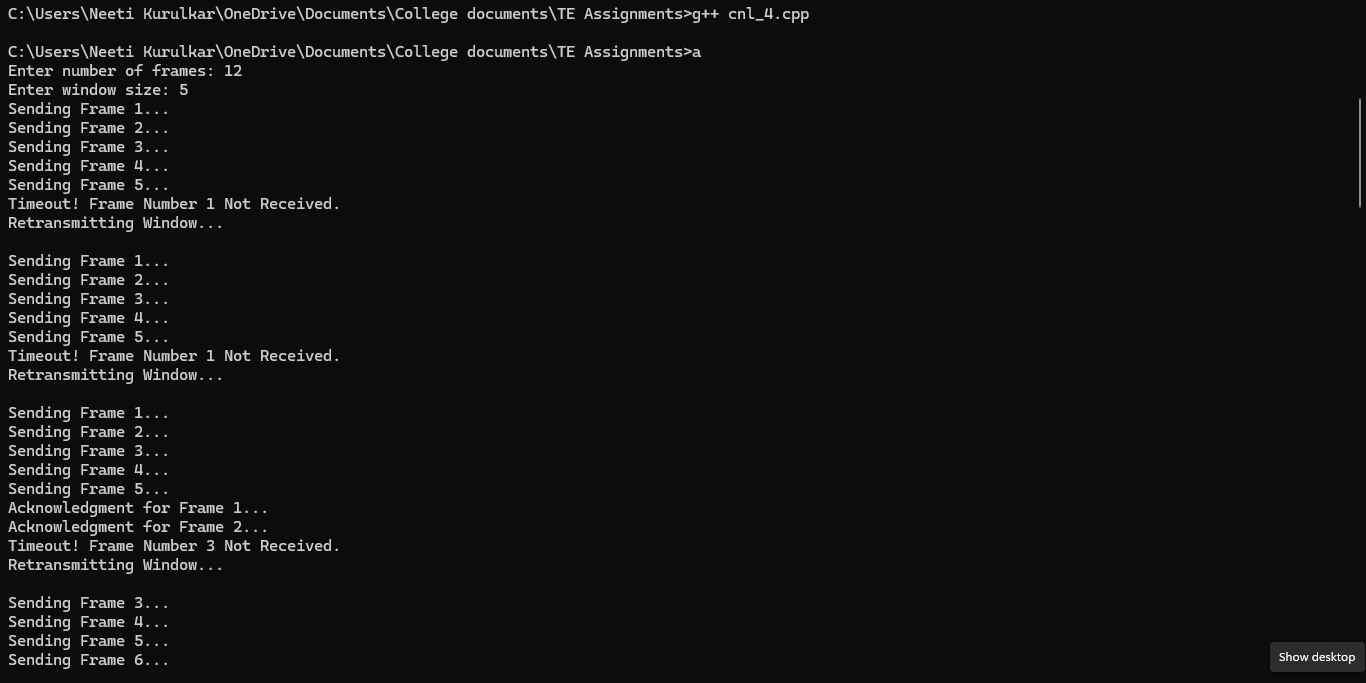 C:\Users\Neeti Kurulkar\OneDrive\Documents\College documents\TE Assignments>g++ cnl_4.cpp
C:\Users\Neeti Kurulkar\OneDrive\Documents\College documents\TE Assignments>a
Enter number of frames: 12
Enter window size: 5
Sending Frame 1...
Sending Frame 2...
Sending Frame 3...
Sending Frame 4...
Sending Frame 5...
Timeout! Frame Number 1 Not Received.
Retransmitting Window...
Sending Frame 1...
Sending Frame 2...
Sending Frame 3...
Sending Frame 4...
Sending Frame 5...
Timeout! Frame Number 1 Not Received.
Retransmitting Window...
Sending Frame 1...
Sending Frame 2...
Sending Frame 3...
Sending Frame 4...
Sending Frame 5...
Acknowledgment for Frame 1...
Acknowledgment for Frame 2...
Timeout! Frame Number 3 Not Received.
Retransmitting Window...
Sending Frame 3...
Sending Frame 4...
Sending Frame 5...
Sending Frame 6...
Show desktop